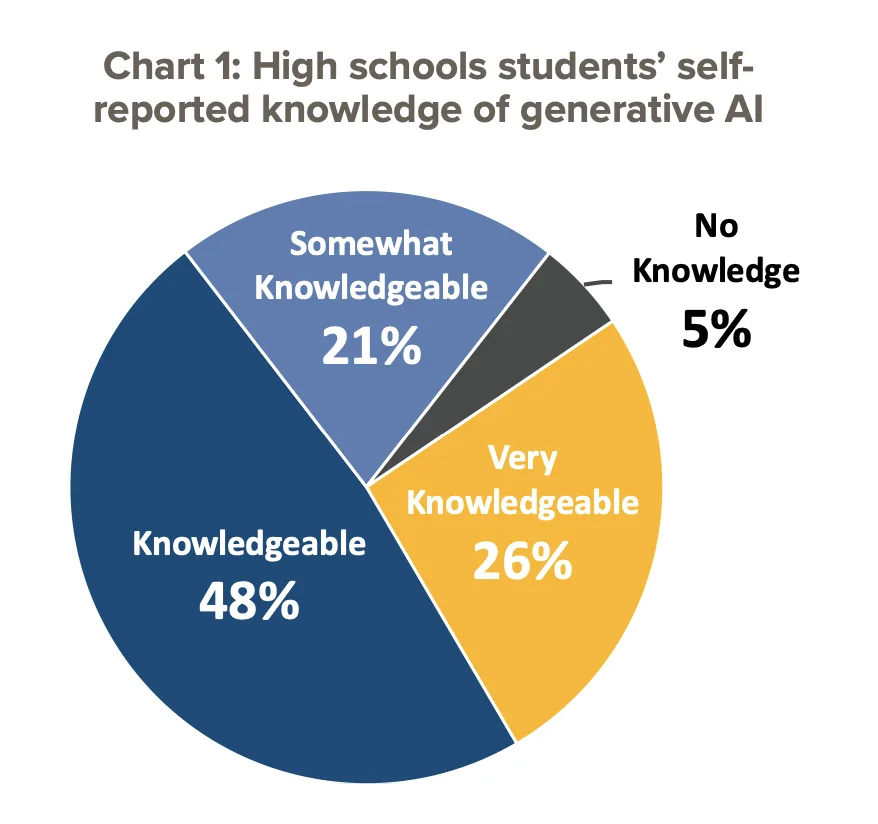 Chart 1: High schools students’ self-
reported knowledge of generative AI
Somewhat
Knowledgeable
21%
No
Knowledge
5%
Very
Knowledgeable
26%
Knowledgeable
48%